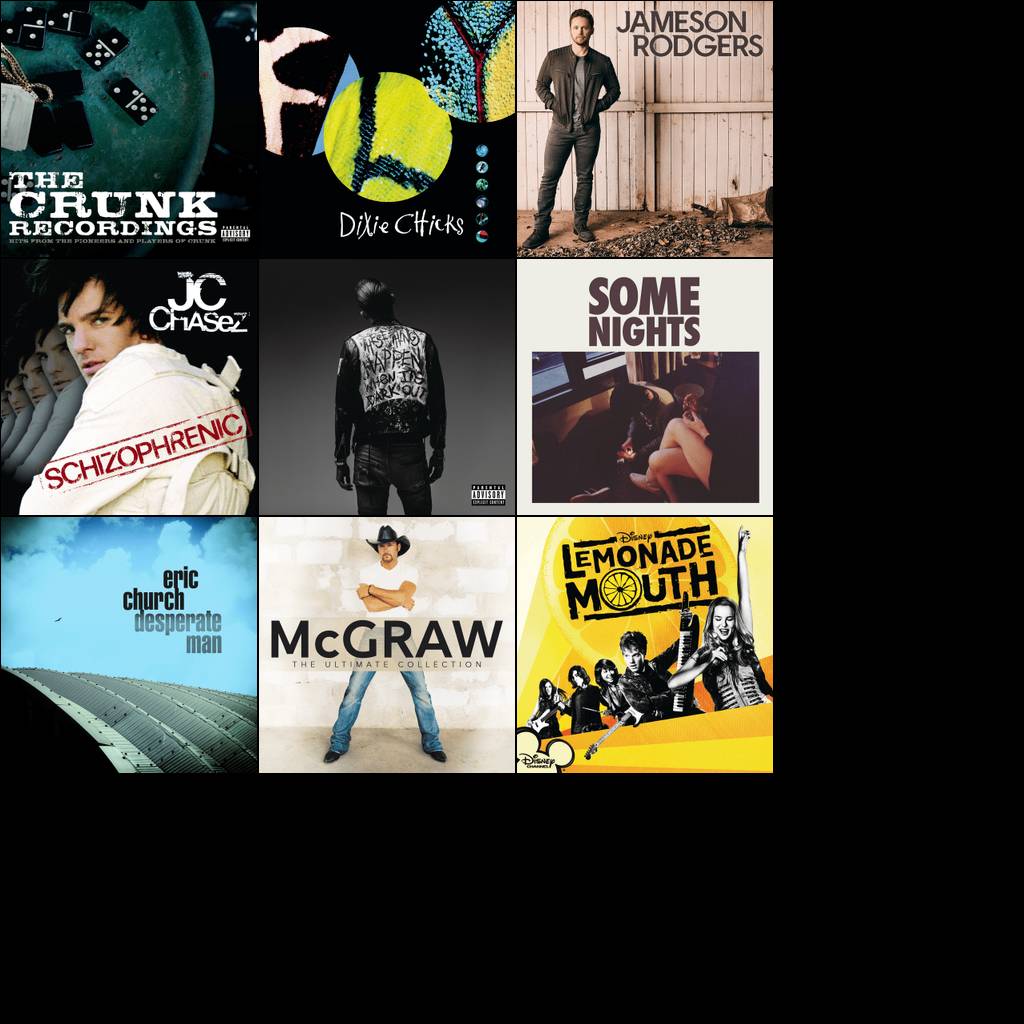 THE
CRUNK
RECORDINGS
HITS FROM THE PIONEERS AND PLAYERS OF CRUNK
PARENTAL
ADVISORY
EXPLICIT CONTENT
FLY
Dixie Chicks
JAMESON
RODGERS
JC
CHASEZ
SCHIZOPHRENIC
THESE THINGS
HAPPEN
WHEN IT'S
DARK OUT
PARENTAL
ADVISORY
EXPLICIT CONTENT
SOME
NIGHTS
eric
church
desperate
man
McGRAW
THE ULTIMATE COLLECTION
Disney
LEMONADE
MOUTH
Disney
CHANNEL